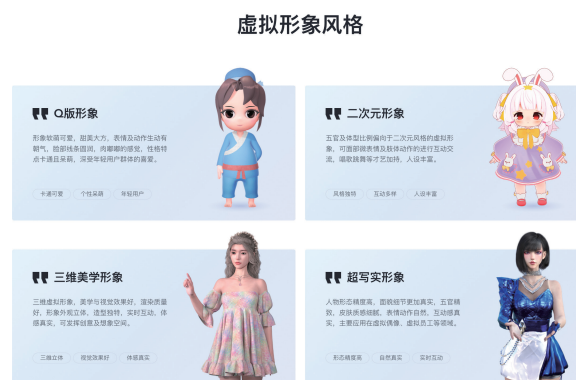 虚拟形象风格
Q版形象
形象软萌可爱，甜美大方，表情及动作生动有
朝气，脸部线条圆润，肉嘟嘟的感觉，性格特
点卡通且呆萌，深受年轻用户群体的喜爱。
卡通可爱 个性呆萌 年轻用户
二次元形象
五官及体型比例偏向于二次元风格的虚拟形
象，可面部微表情及肢体动作的进行互动交
流，唱歌跳舞等才艺加持，人设丰富。
风格独特 互动多样 人设丰富
三维美学形象
三维虚拟形象，美学与视觉效果好，渲染质量
好，形象外观立体，造型独特，实时互动，体
感真实，可发挥创意及想象空间。
三维立体 视觉效果好 体感真实
超写实形象
人物形态精度高，面貌细节更加真实，五官精
致，皮肤质感细腻，表情动作自然，互动感真
实，主要应用在虚拟偶像，虚拟员工等领域。
形态精度高 自然真实 实时互动